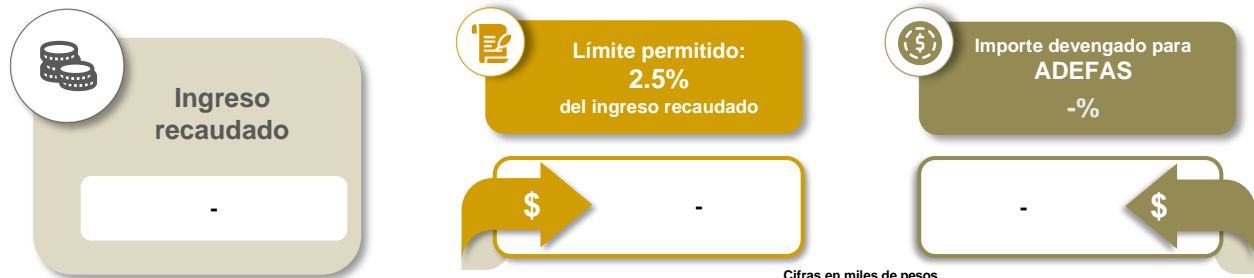 Ingreso
recaudado
-
Límite permitido:
2.5%
del ingreso recaudado
$
-
$
Importe devengado para
ADEFAS
-%
-
$
Cifras en miles de pesos